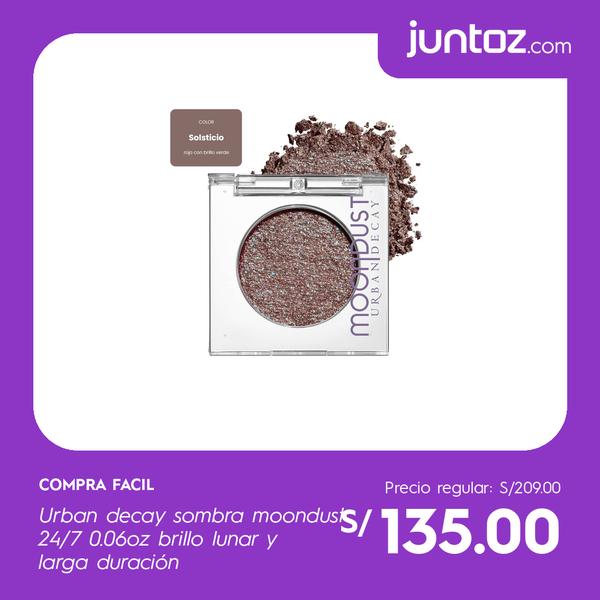 juntoz.com
COLOR
Solsticio
rojo con brillo verde
MOONDUST
URBAN DECAY
COMPRA FACIL
Urban decay sombra moondust
24/7 0.06oz brillo lunar y
larga duración
Precio regular: S/209.00
S/ 135.00